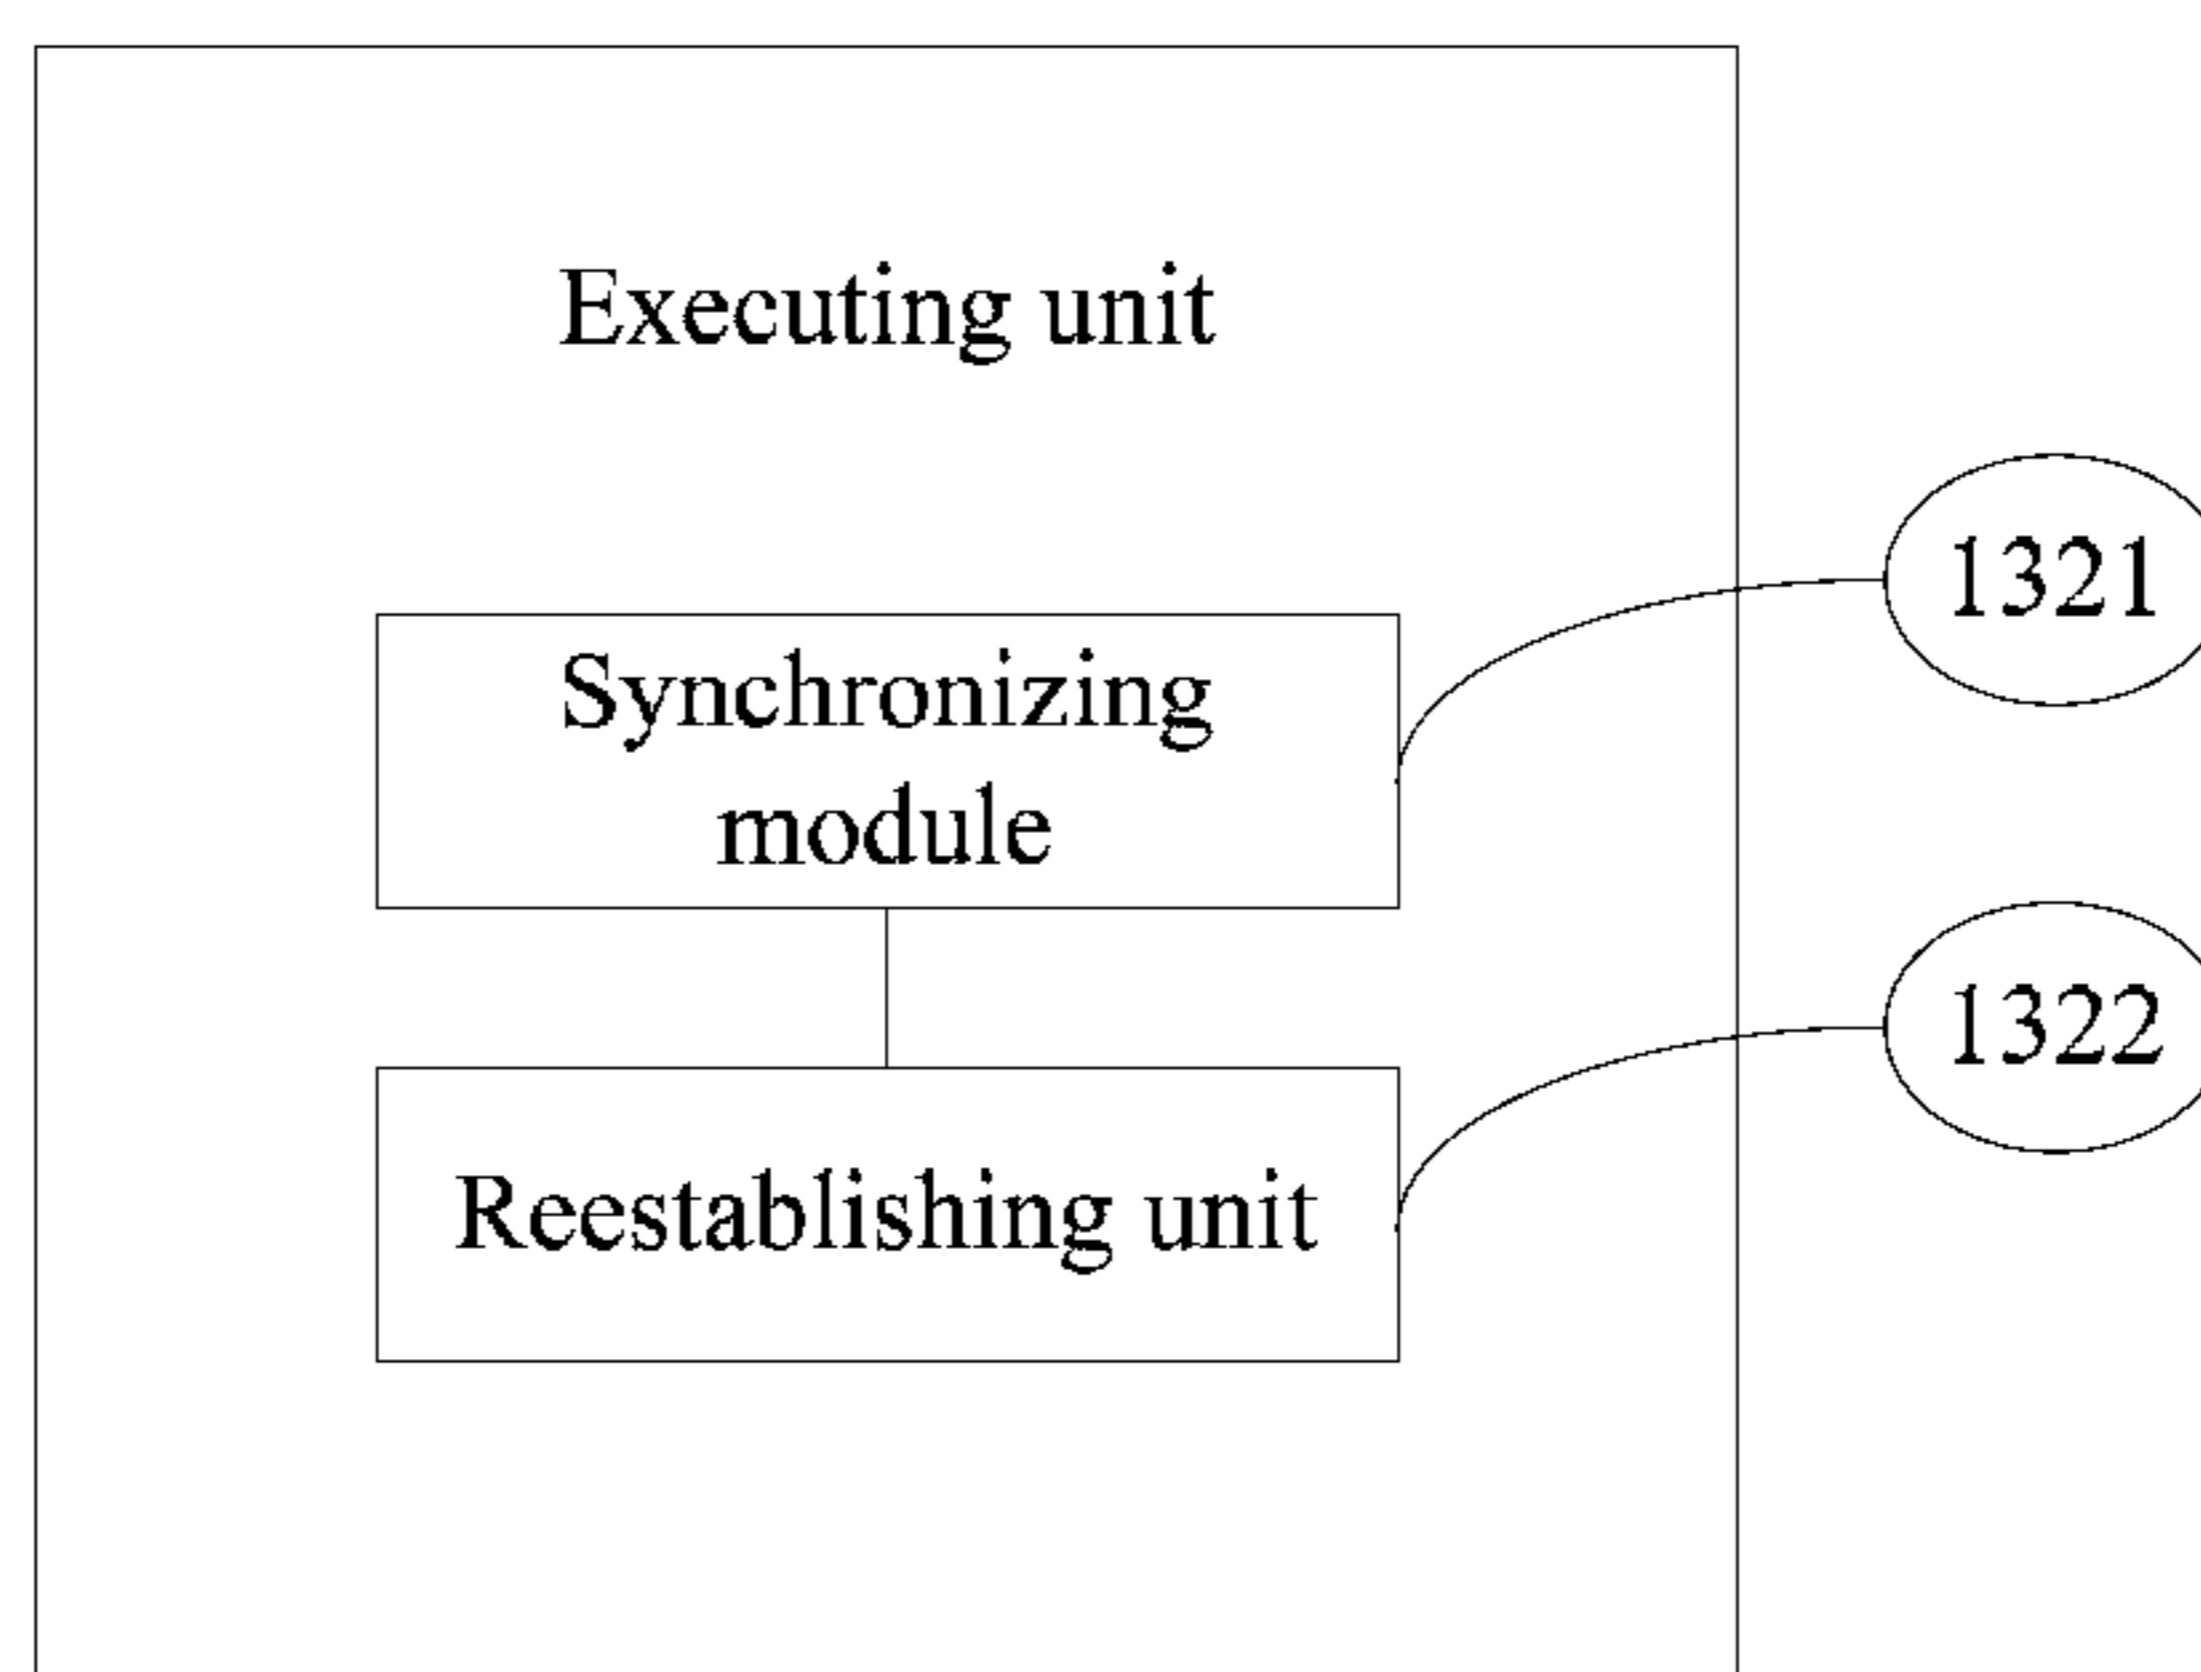 Executing unit
1321
Synchronizing
module
1322
Reestablishing unit